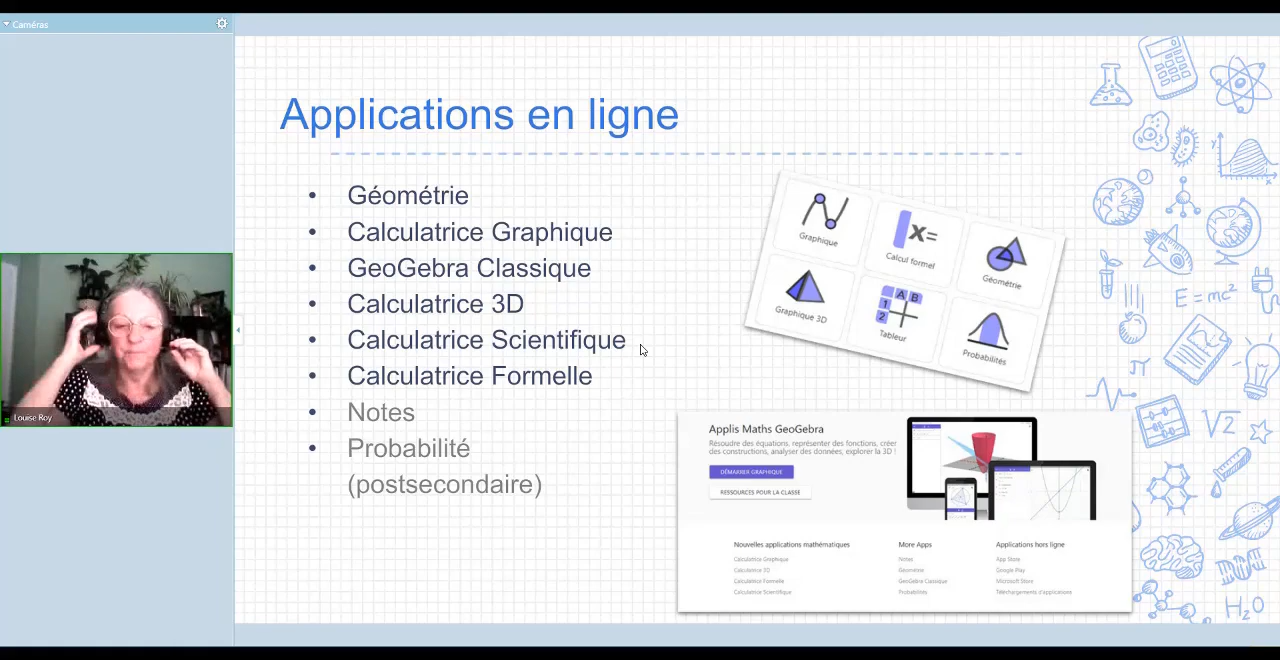 Caméras
Applications en ligne
Géométrie
Calculatrice Graphique
GeoGebra Classique
Calculatrice 3D
Calculatrice Scientifique
Calculatrice Formelle
Notes
Probabilité
(postsecondaire)
Louise Roy
Graphique
X=
Calcul formel
Géométrie
Graphique 3D
A B
1
2
Tableur
Probabilités
Applis Maths GeoGebra
Résoudre des équations, représenter des fonctions, créer
des constructions, analyser des données, explorer la 3D !
DÉMARRER GRAPHIQUE
RESSOURCES POUR LA CLASSE
Nouvelles applications mathématiques
Calculatrice Graphique
Calculatrice 3D
Calculatrice Formelle
Calculatrice Scientifique
More Apps
Notes
Géométrie
GeoGebra Classique
Probabilités
Applications hors ligne
App Store
Google Play
Microsoft Store
Téléchargements d'applications
y
x
E=mc²
π
√2
H₂O